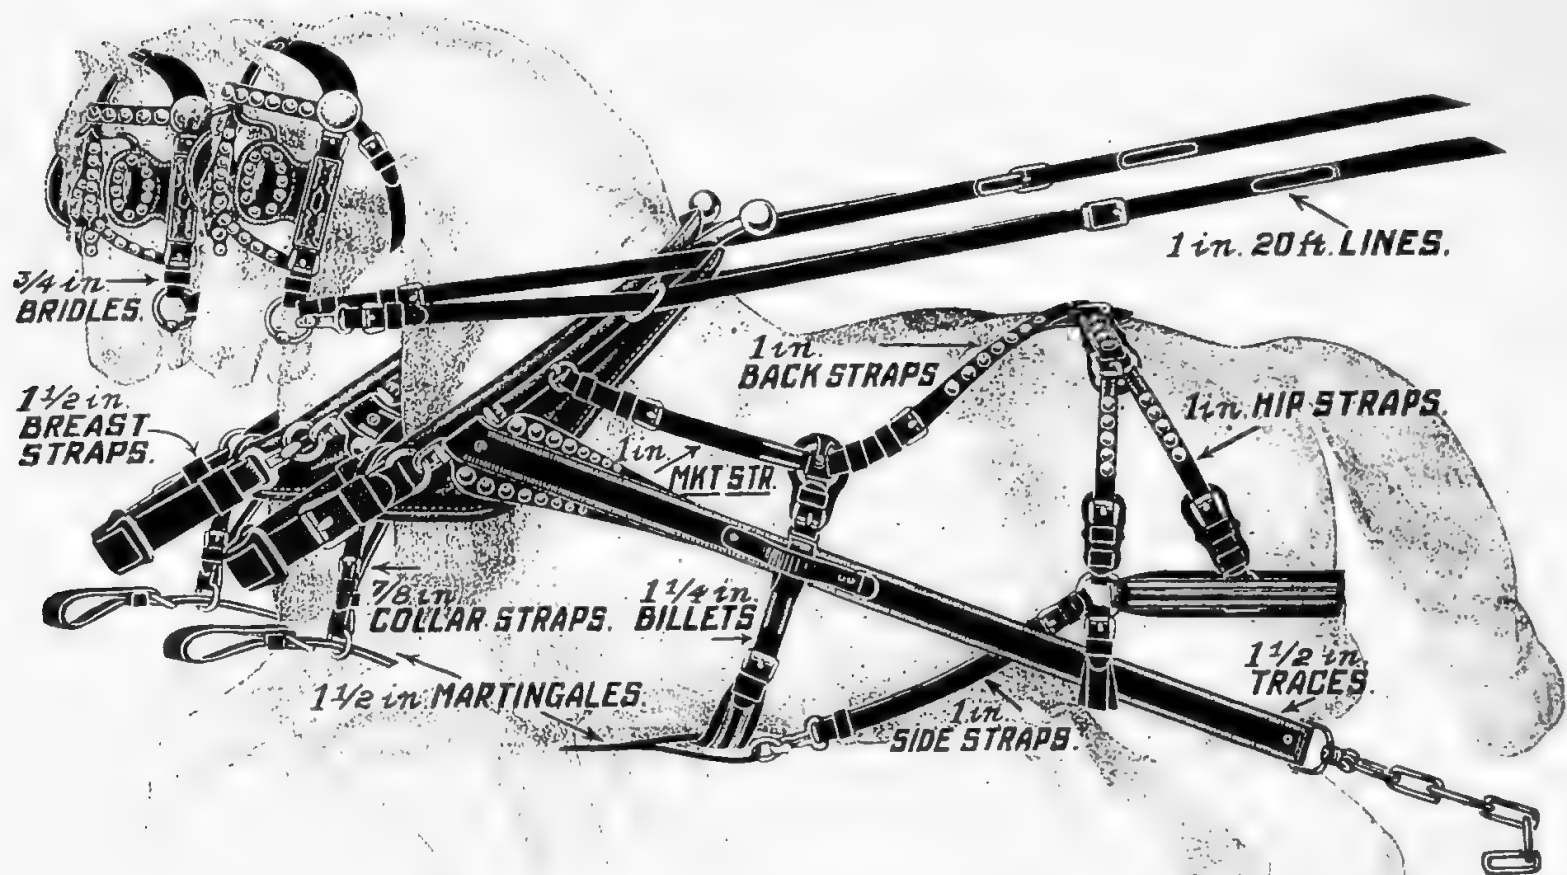 1 in. 20 ft. LINES.
3/4 in.
BRIDLES.
1 in.
BACK STRAPS
1 1/2 in.
BREAST
STRAPS.
1 in. HIP STRAPS.
1 in.
MKT STR.
7/8 in.
COLLAR STRAPS.
1 1/4 in.
BILLETS
1 1/2 in.
TRACES.
1 1/2 in MARTINGALES
1 in
SIDE STRAPS.